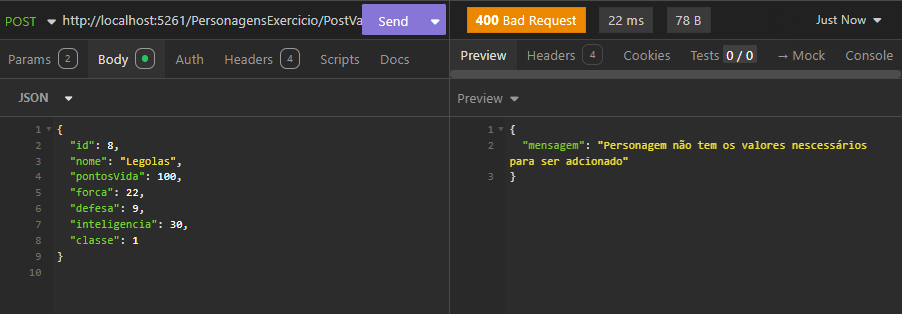 POST http://localhost:5261/PersonagensExercicio/PostVa Send
400 Bad Request 22 ms 78 B Just Now
Params 2 Body Auth Headers 4 Scripts Docs
Preview Headers 4 Cookies Tests 0 / 0 → Mock Console
JSON
Preview
1 {
2 "id": 8,
3 "nome": "Legolas",
4 "pontosVida": 100,
5 "forca": 22,
6 "defesa": 9,
7 "inteligencia": 30,
8 "classe": 1
9 }
10
1 {
2 "mensagem": "Personagem não tem os valores nescessários
para ser adcionado"
3 }